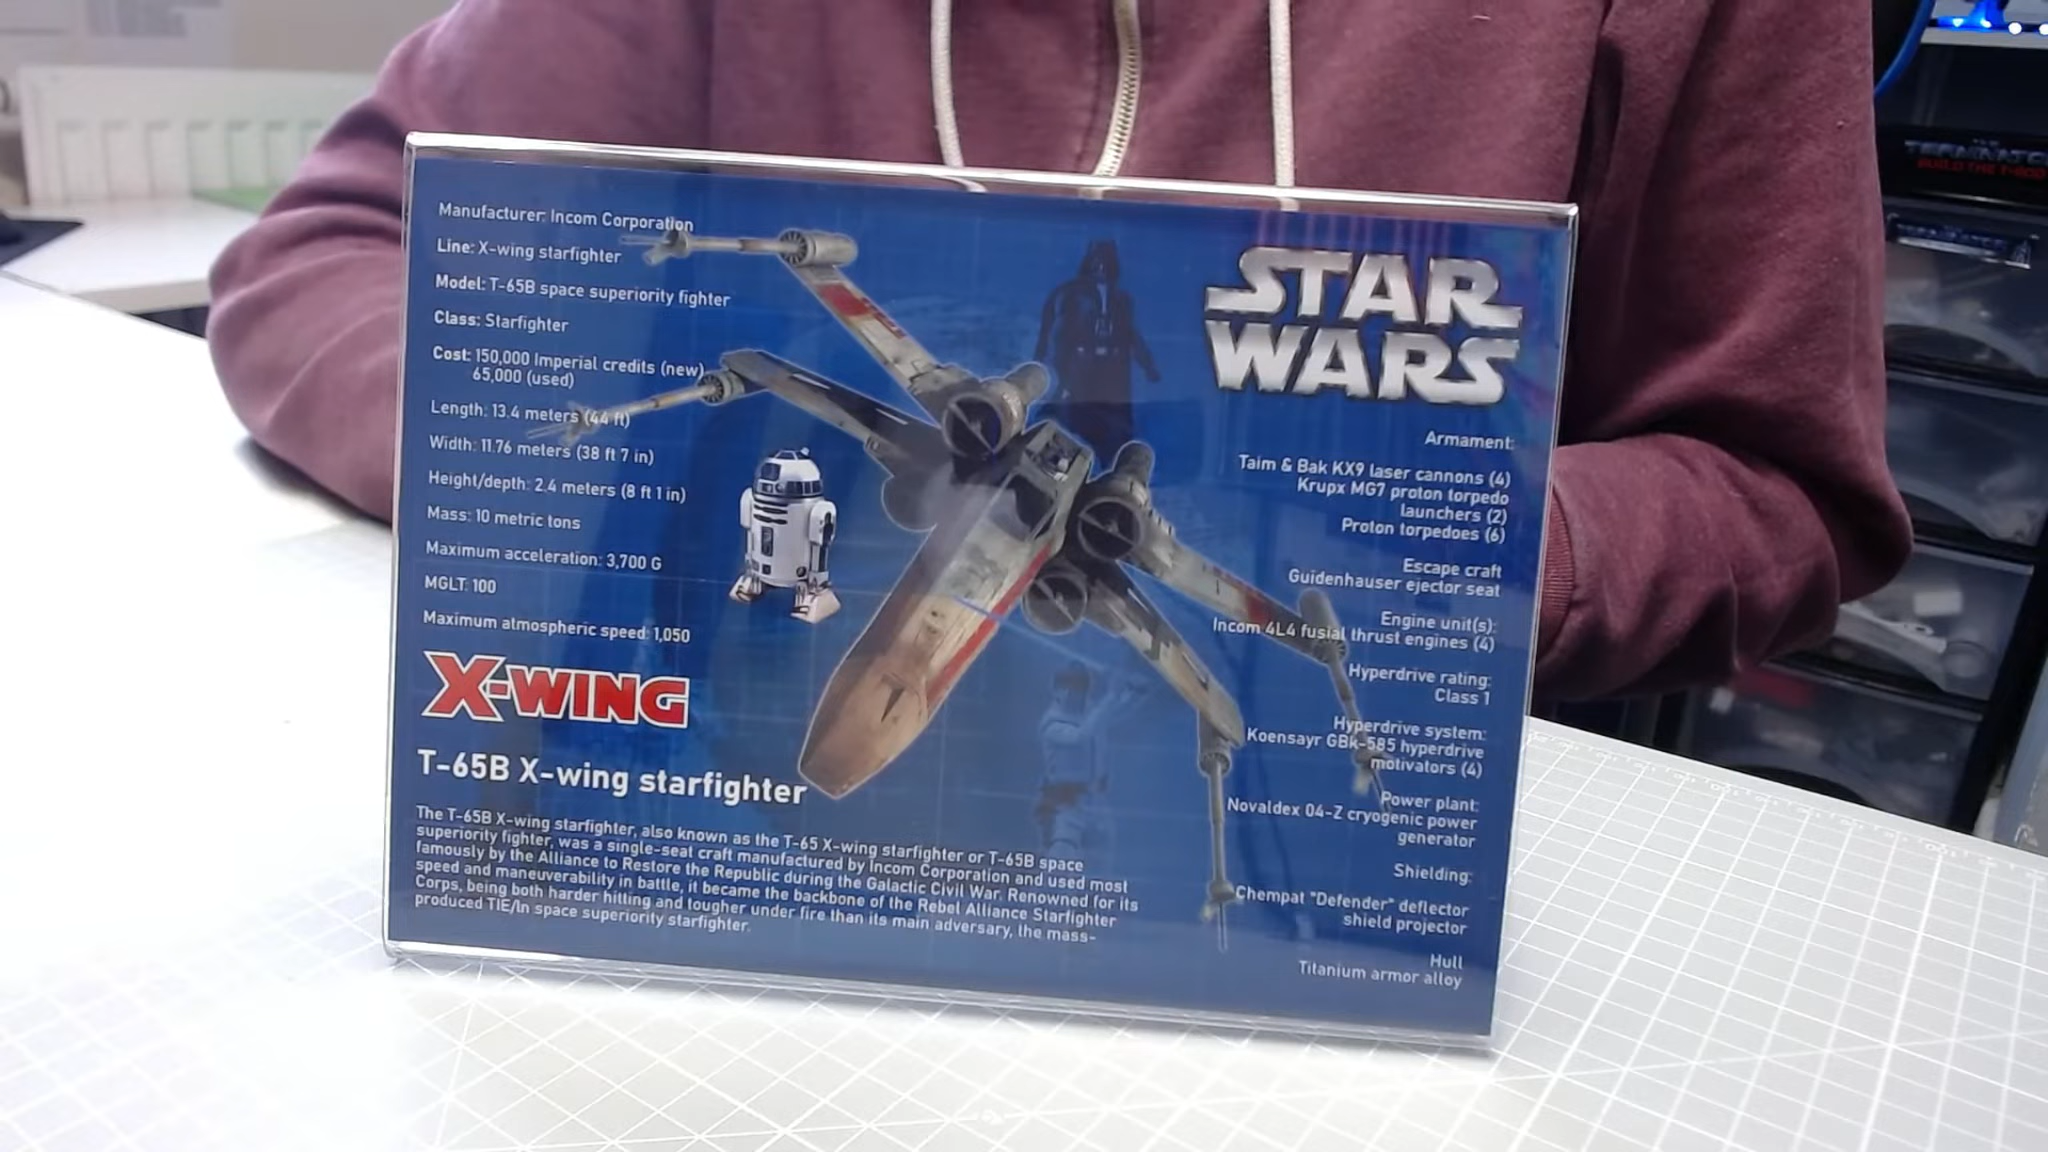 Manufacturer: Incom Corporation
Line: X-wing starfighter
Model: T-65B space superiority fighter
Class: Starfighter
Cost: 150,000 Imperial credits (new)
65,000 (used)
Length: 13.4 meters (44 ft)
Width: 11.76 meters (38 ft 7 in)
Height/depth: 2.4 meters (8 ft 1 in)
Mass: 10 metric tons
Maximum acceleration: 3,700 G
MGLT: 100
Maximum atmospheric speed: 1,050
X-WING
T-65B X-wing starfighter
The T-65B X-wing starfighter, also known as the T-65 X-wing starfighter or T-65B space
superiority fighter, was a single-seat craft manufactured by Incom Corporation and used most
famously by the Alliance to Restore the Republic during the Galactic Civil War. Renowned for its
speed and maneuverability in battle, it became the backbone of the Rebel Alliance Starfighter
Corps, being both harder hitting and tougher under fire than its main adversary, the mass-
produced TIE/ln space superiority starfighter.
STAR
WARS
Armament:
Taim & Bak KX9 laser cannons (4)
Krupx MG7 proton torpedo
launchers (2)
Proton torpedoes (6)
Escape craft
Guidenhauser ejector seat
Engine unit(s):
Incom 4L4 fusial thrust engines (4)
Hyperdrive rating:
Class 1
Hyperdrive system:
Koensayr GBk-585 hyperdrive
motivators (4)
Power plant:
Novaldex 04-Z cryogenic power
generator
Shielding:
Chempat "Defender" deflector
shield projector
Hull
Titanium armor alloy
TERMINATOR
BUILD THE T-800